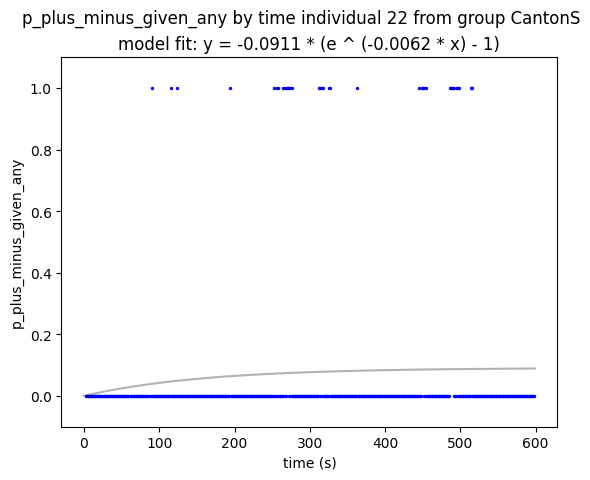 p_plus_minus_given_any by time individual 22 from group CantonS
model fit: y = -0.0911 * (e ^ (-0.0062 * x) - 1)
1.0
0.8
0.6
0.4
0.2
0.0
p_plus_minus_given_any
0 100 200 300 400 500 600
time (s)